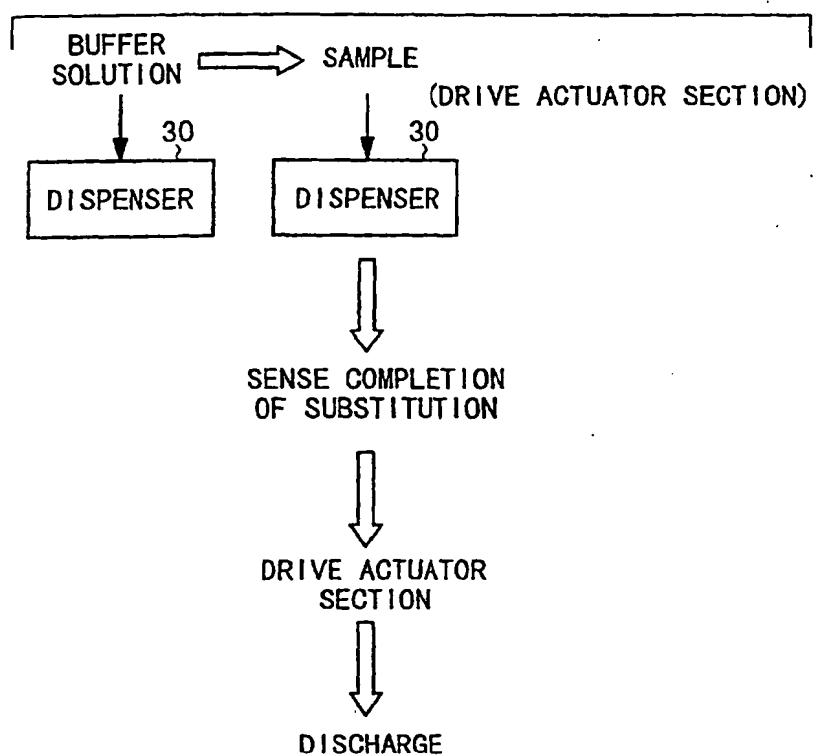 BUFFER
SOLUTION
SAMPLE
(DRIVE ACTUATOR SECTION)
30
30
DISPENSER
DISPENSER
SENSE COMPLETION
OF SUBSTITUTION
DRIVE ACTUATOR
SECTION
DISCHARGE